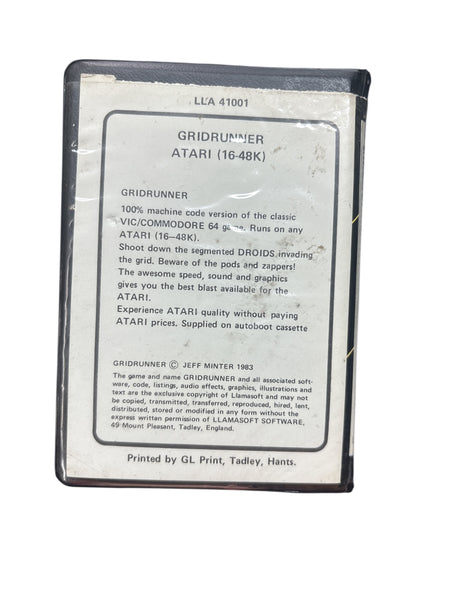 LLA 41001
GRIDRUNNER
ATARI (16-48K)
GRIDRUNNER
100% machine code version of the classic
VIC/COMMODORE 64 game. Runs on any
ATARI (16–48K).
Shoot down the segmented DROIDS invading
the grid. Beware of the pods and zappers!
The awesome speed, sound and graphics
gives you the best blast available for the
ATARI.
Experience ATARI quality without paying
ATARI prices. Supplied on autoboot cassette
GRIDRUNNER © JEFF MINTER 1983
The game and name GRIDRUNNER and all associated soft-
ware, code, listings, audio effects, graphics, illustrations and
text are the exclusive copyright of Llamasoft and may not
be copied, transmitted, transferred, reproduced, hired, lent,
distributed, stored or modified in any form without the
express written permission of LLAMASOFT SOFTWARE,
49 Mount Pleasant, Tadley, England.
Printed by GL Print, Tadley, Hants.